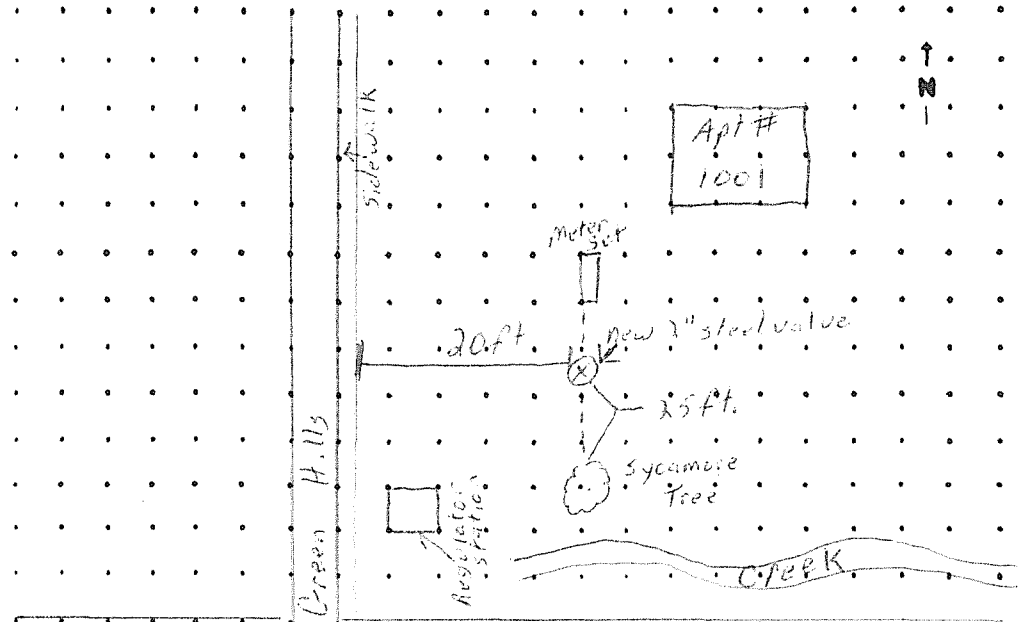 N
Apt #
1001
Sidewalk
Meter
Set
New 2" steel valve
20ft
25ft.
Sycamore
Tree
Green Hills
Regulator
station
Creek